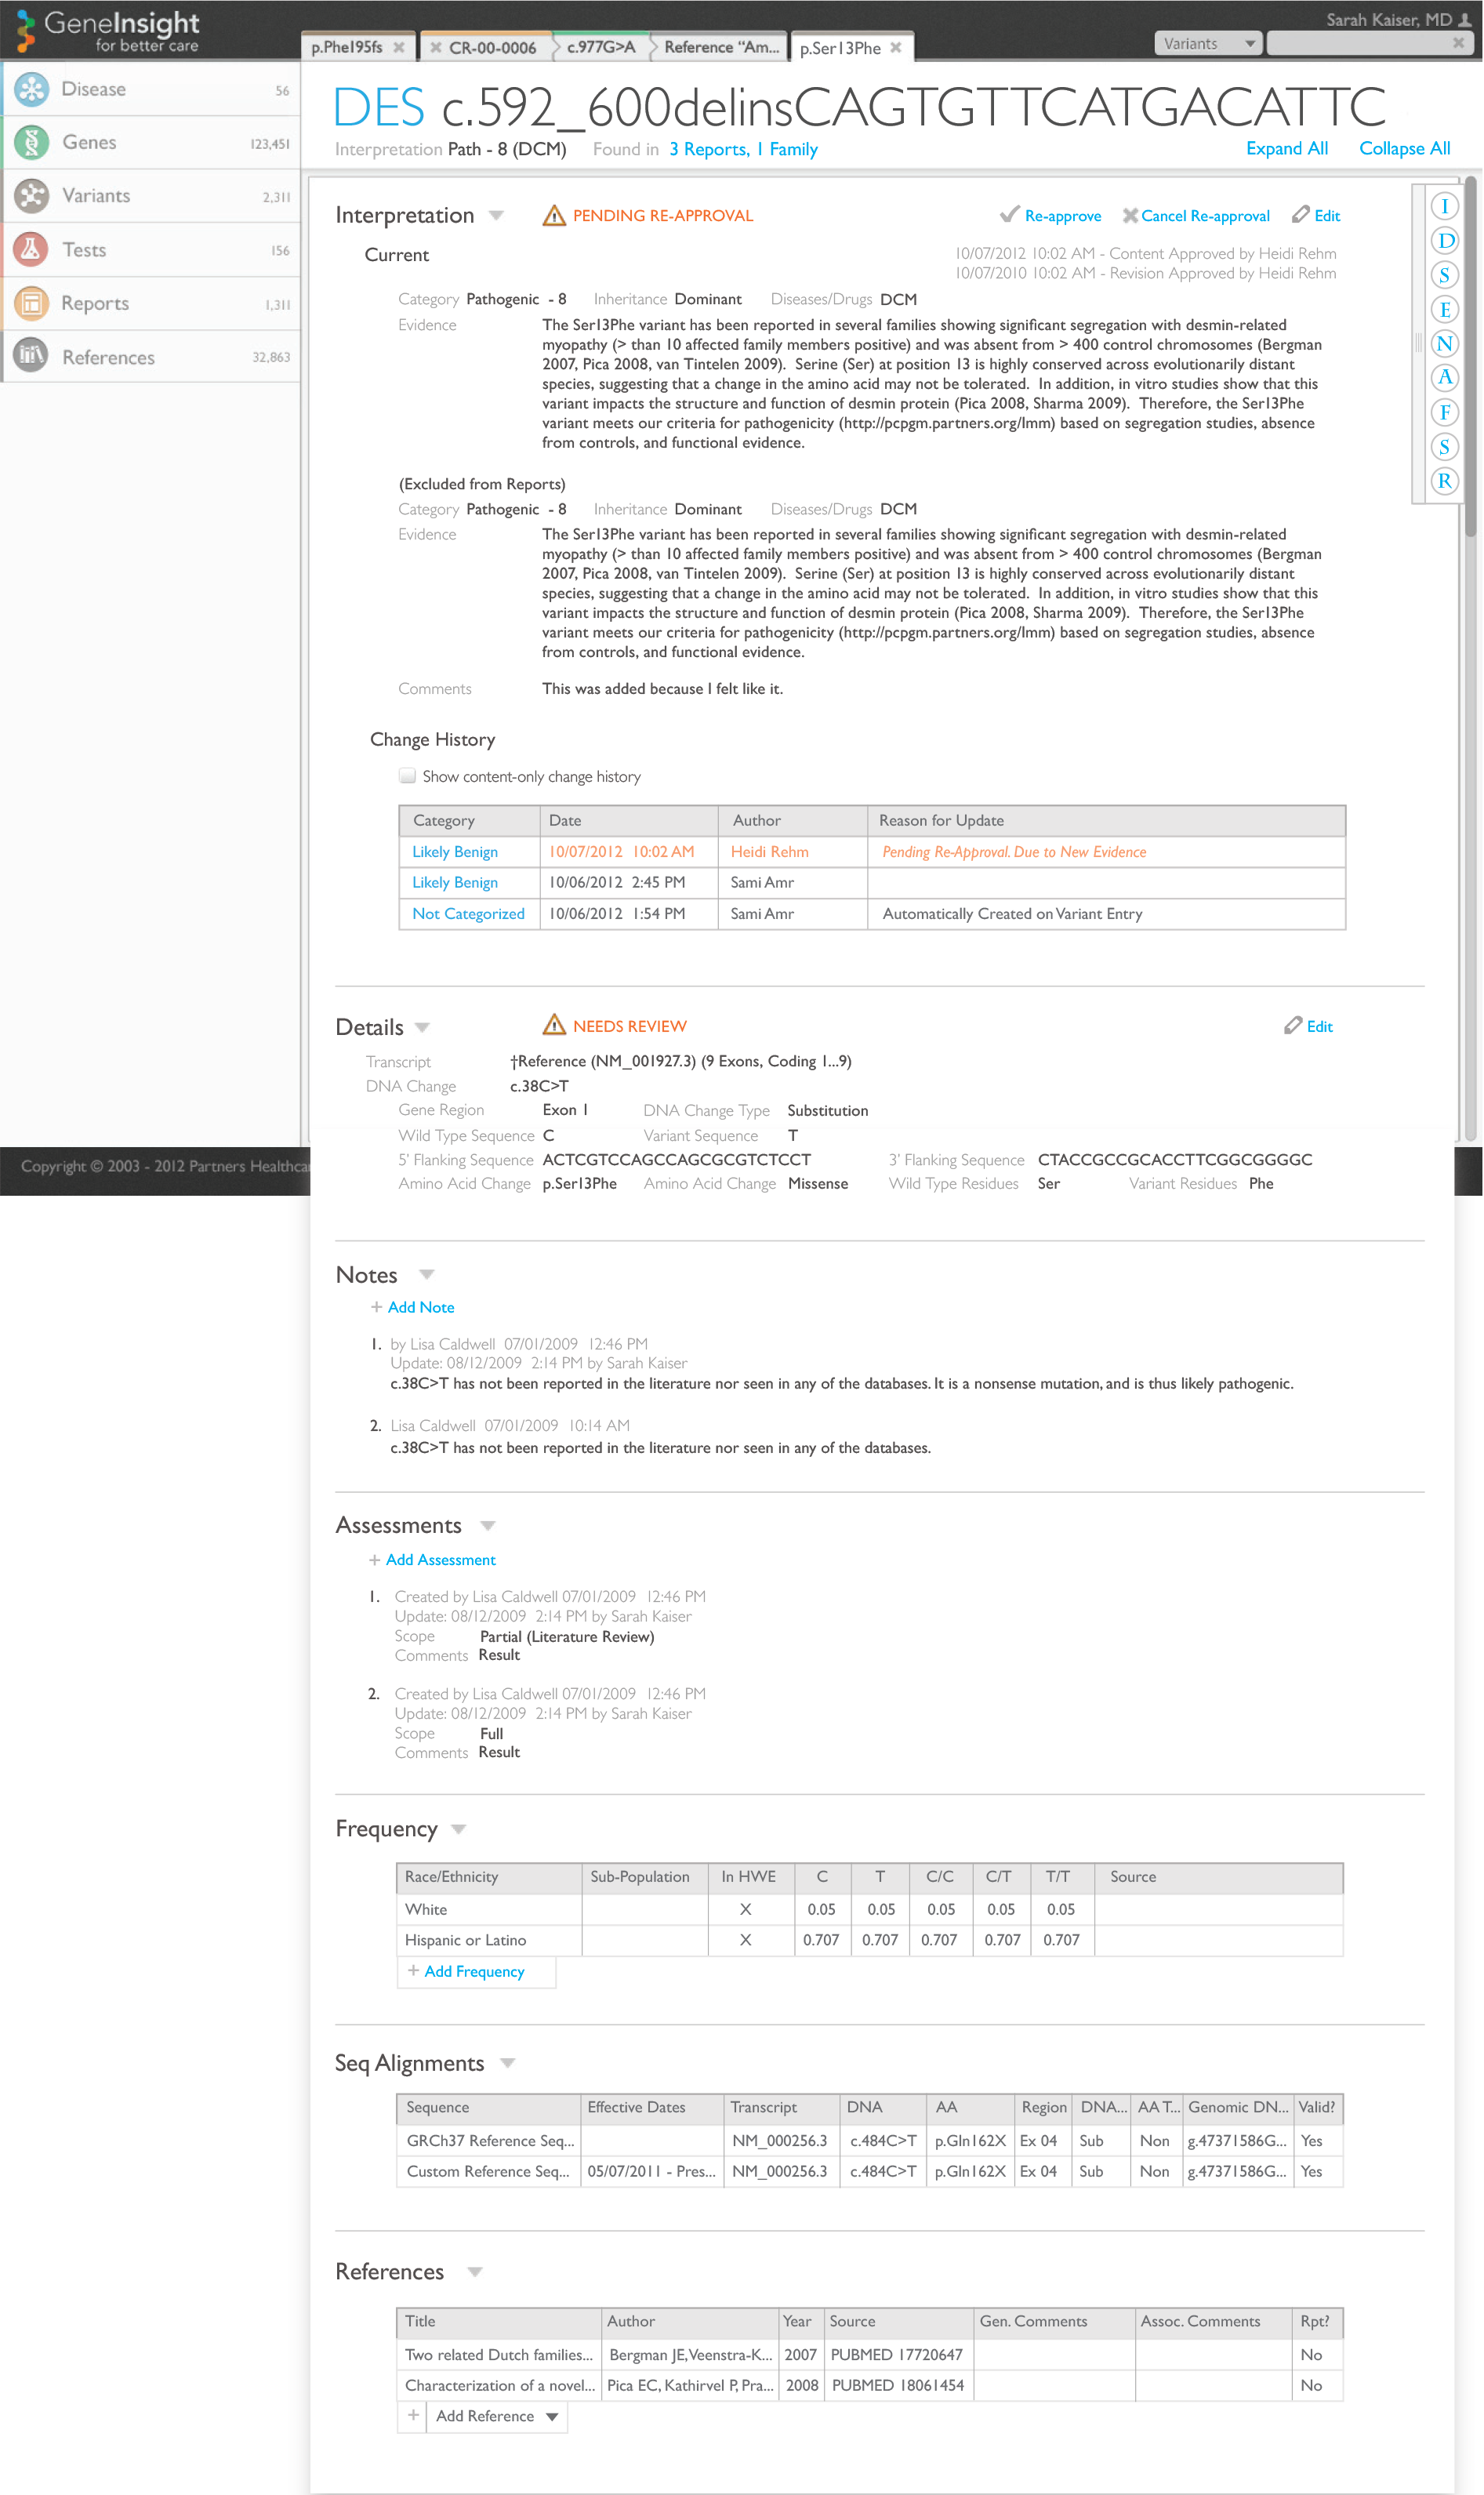 GeneInsight
for better care
Sarah Kaiser, MD
p.Phe195fs
CR-00-0006
c.977G>A
Reference “Am...
p.Ser13Phe
Variants
Disease 56
Genes 123,451
Variants 2,311
Tests 156
Reports 1,311
References 32,863
DES c.592_600delinsCAGTGTTCATGACATTC
Interpretation Path - 8 (DCM) Found in 3 Reports, 1 Family Expand All Collapse All
Interpretation PENDING RE-APPROVAL Re-approve Cancel Re-approval Edit
Current 10/07/2012 10:02 AM - Content Approved by Heidi Rehm
10/07/2010 10:02 AM - Revision Approved by Heidi Rehm
I
D
S
E
N
A
F
S
R
Category Pathogenic - 8 Inheritance Dominant Diseases/Drugs DCM
Evidence The Ser13Phe variant has been reported in several families showing significant segregation with desmin-related
myopathy (> than 10 affected family members positive) and was absent from > 400 control chromosomes (Bergman
2007, Pica 2008, van Tintelen 2009). Serine (Ser) at position 13 is highly conserved across evolutionarily distant
species, suggesting that a change in the amino acid may not be tolerated. In addition, in vitro studies show that this
variant impacts the structure and function of desmin protein (Pica 2008, Sharma 2009). Therefore, the Ser13Phe
variant meets our criteria for pathogenicity (http://pcpgm.partners.org/lmm) based on segregation studies, absence
from controls, and functional evidence.
(Excluded from Reports)
Category Pathogenic - 8 Inheritance Dominant Diseases/Drugs DCM
Evidence The Ser13Phe variant has been reported in several families showing significant segregation with desmin-related
myopathy (> than 10 affected family members positive) and was absent from > 400 control chromosomes (Bergman
2007, Pica 2008, van Tintelen 2009). Serine (Ser) at position 13 is highly conserved across evolutionarily distant
species, suggesting that a change in the amino acid may not be tolerated. In addition, in vitro studies show that this
variant impacts the structure and function of desmin protein (Pica 2008, Sharma 2009). Therefore, the Ser13Phe
variant meets our criteria for pathogenicity (http://pcpgm.partners.org/lmm) based on segregation studies, absence
from controls, and functional evidence.
Comments This was added because I felt like it.
Change History
Show content-only change history
Category Date Author Reason for Update
Likely Benign 10/07/2012 10:02 AM Heidi Rehm Pending Re-Approval. Due to New Evidence
Likely Benign 10/06/2012 2:45 PM Sami Amr
Not Categorized 10/06/2012 1:54 PM Sami Amr Automatically Created on Variant Entry
Details NEEDS REVIEW Edit
Transcript †Reference (NM_001927.3) (9 Exons, Coding 1...9)
DNA Change c.38C>T
Gene Region Exon 1 DNA Change Type Substitution
Wild Type Sequence C Variant Sequence T
5’ Flanking Sequence ACTCGTCCAGCCAGCGCGTCTCCT 3’ Flanking Sequence CTACCGCCGCACCTTCGGCGGGGC
Amino Acid Change p.Ser13Phe Amino Acid Change Missense Wild Type Residues Ser Variant Residues Phe
Copyright © 2003 - 2012 Partners Healthcar
Notes
+ Add Note
1. by Lisa Caldwell 07/01/2009 12:46 PM
Update: 08/12/2009 2:14 PM by Sarah Kaiser
c.38C>T has not been reported in the literature nor seen in any of the databases. It is a nonsense mutation, and is thus likely pathogenic.
2. Lisa Caldwell 07/01/2009 10:14 AM
c.38C>T has not been reported in the literature nor seen in any of the databases.
Assessments
+ Add Assessment
1. Created by Lisa Caldwell 07/01/2009 12:46 PM
Update: 08/12/2009 2:14 PM by Sarah Kaiser
Scope Partial (Literature Review)
Comments Result
2. Created by Lisa Caldwell 07/01/2009 12:46 PM
Update: 08/12/2009 2:14 PM by Sarah Kaiser
Scope Full
Comments Result
Frequency
Race/Ethnicity Sub-Population In HWE C T C/C C/T T/T Source
White X 0.05 0.05 0.05 0.05 0.05
Hispanic or Latino X 0.707 0.707 0.707 0.707 0.707
+ Add Frequency
Seq Alignments
Sequence Effective Dates Transcript DNA AA Region DNA... AA T... Genomic DN... Valid?
GRCh37 Reference Seq... NM_000256.3 c.484C>T p.Gln162X Ex 04 Sub Non g.47371586G... Yes
Custom Reference Seq... 05/07/2011 - Pres... NM_000256.3 c.484C>T p.Gln162X Ex 04 Sub Non g.47371586G... Yes
References
Title Author Year Source Gen. Comments Assoc. Comments Rpt?
Two related Dutch families... Bergman JE, Veenstra-K... 2007 PUBMED 17720647 No
Characterization of a novel... Pica EC, Kathirvel P, Pra... 2008 PUBMED 18061454 No
+ Add Reference